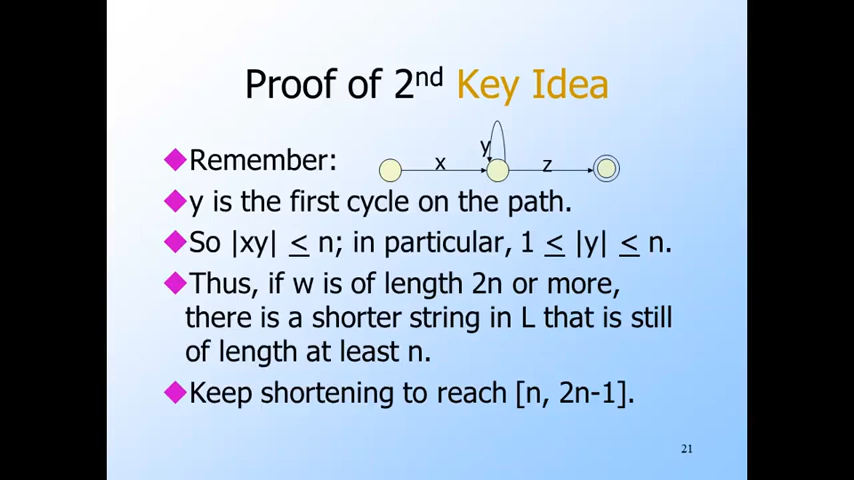 Proof of 2nd Key Idea
Remember:
y
x
z
y is the first cycle on the path.
So |xy| < n; in particular, 1 < |y| < n.
Thus, if w is of length 2n or more,
there is a shorter string in L that is still
of length at least n.
Keep shortening to reach [n, 2n-1].
21